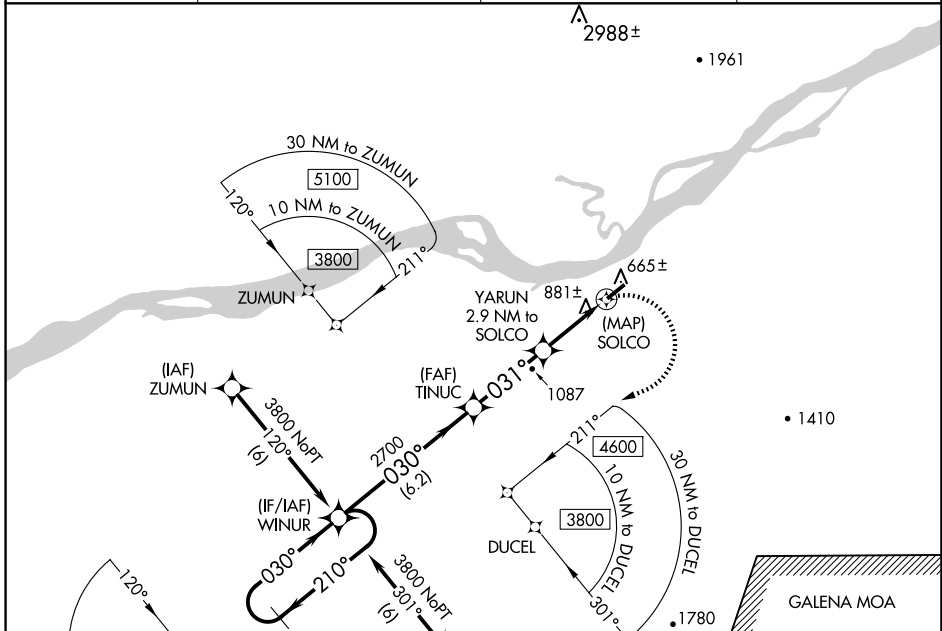 2988±
1961
30 NM to ZUMUN
5100
120°
10 NM to ZUMUN
3800
211°
ZUMUN
665±
881±
YARUN
2.9 NM to
SOLCO
(MAP)
SOLCO
(IAF)
ZUMUN
(FAF)
TINUC
031°
1087
3800 NoPT
120°
(6)
2700
030°
(6.2)
1410
211°
4600
30 NM to DUCEL
10 NM to DUCEL
3800
DUCEL
301°
(IF/IAF)
WINUR
030°
210°
3800 NoPT
301°
(6)
120°
1780
GALENA MOA